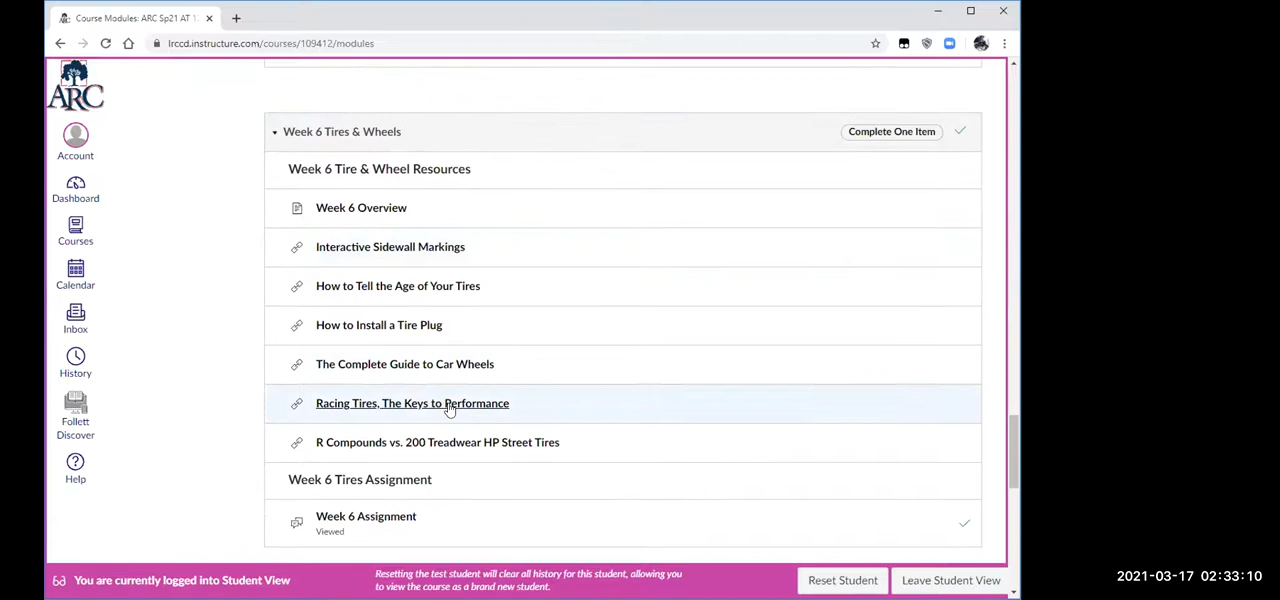 Course Modules: ARC Sp21 AT 1
lrccd.instructure.com/courses/109412/modules
ARC
Account
Dashboard
Courses
Calendar
Inbox
History
Follett
Discover
Help
Week 6 Tires & Wheels
Complete One Item
Week 6 Tire & Wheel Resources
Week 6 Overview
Interactive Sidewall Markings
How to Tell the Age of Your Tires
How to Install a Tire Plug
The Complete Guide to Car Wheels
Racing Tires, The Keys to Performance
R Compounds vs. 200 Treadwear HP Street Tires
Week 6 Tires Assignment
Week 6 Assignment
Viewed
You are currently logged into Student View
Resetting the test student will clear all history for this student, allowing you
to view the course as a brand new student.
Reset Student
Leave Student View
2021-03-17 02:33:10